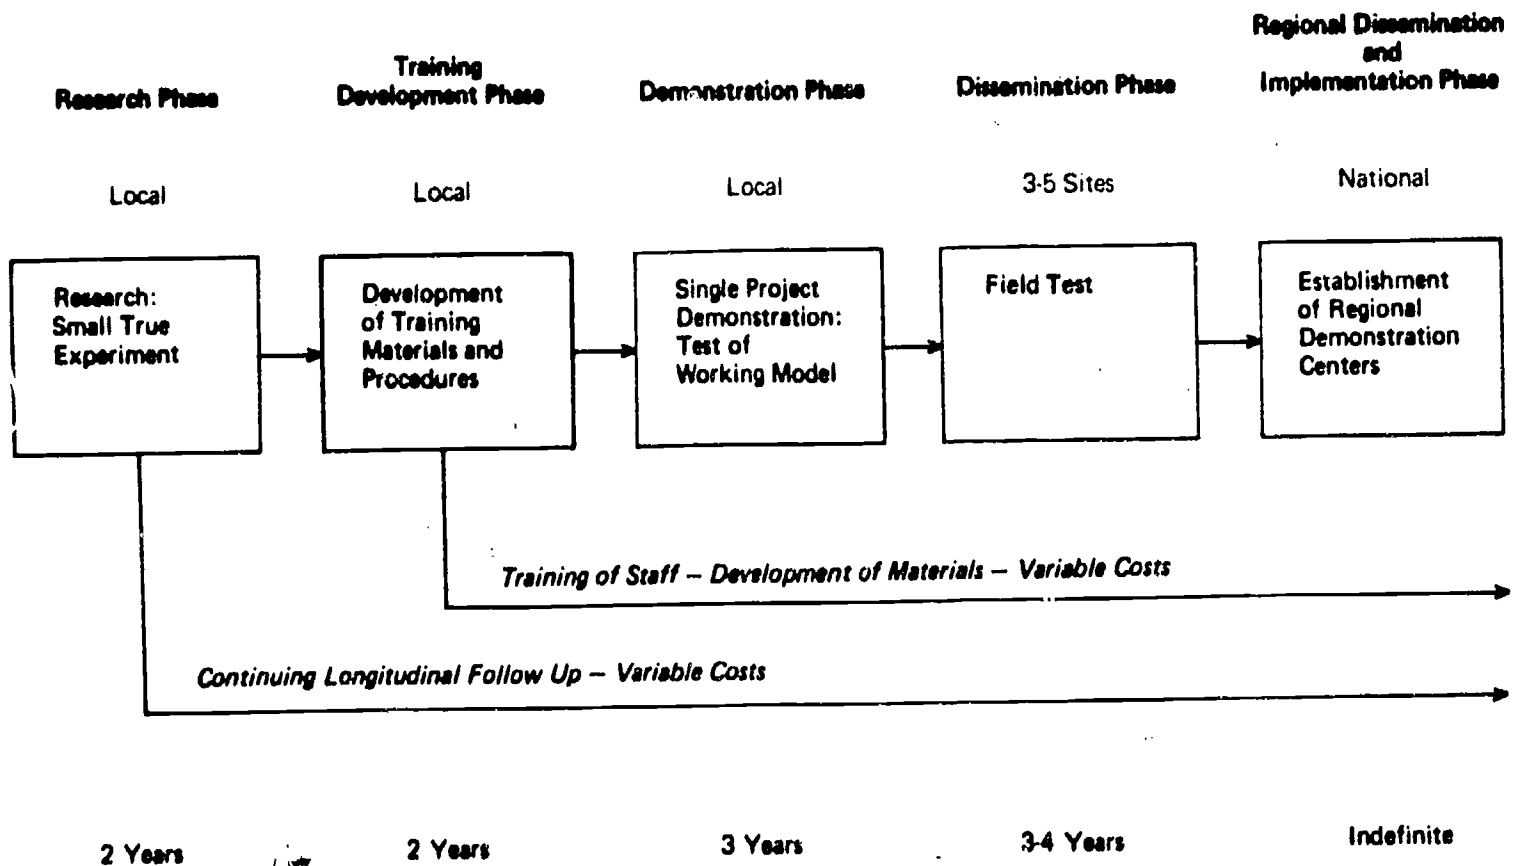 Research Phase
Training
Development Phase
Demonstration Phase
Dissemination Phase
Regional Dissemination
and
Implementation Phase
Local
Local
Local
3-5 Sites
National
Research:
Small True
Experiment
Development
of Training
Materials and
Procedures
Single Project
Demonstration:
Test of
Working Model
Field Test
Establishment
of Regional
Demonstration
Centers
Training of Staff – Development of Materials – Variable Costs
Continuing Longitudinal Follow Up – Variable Costs
2 Years
2 Years
3 Years
3-4 Years
Indefinite